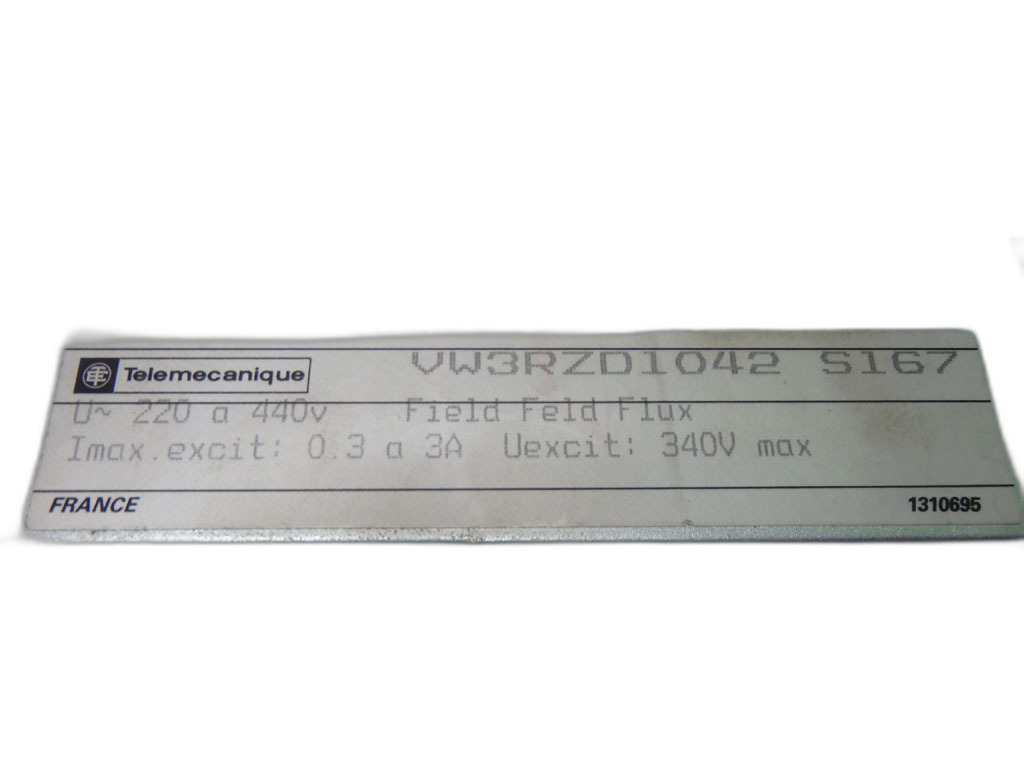 Telemecanique VW3RZD1042 S167
U~ 220 a 440v Field Feld Flux
Imax.excit: 0.3 a 3A Uexcit: 340V max
FRANCE 1310695